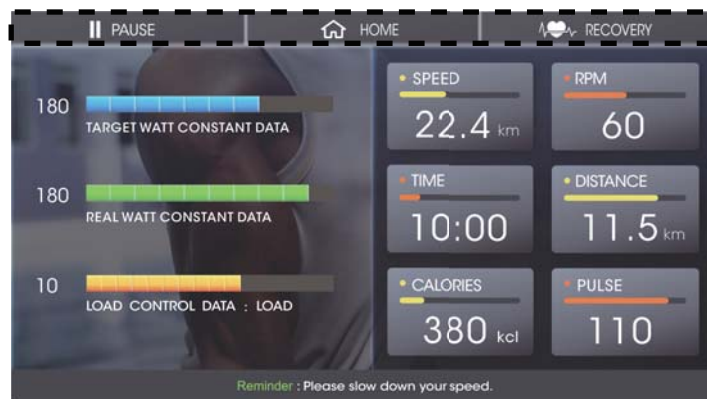 PAUSE
HOME
RECOVERY
180
TARGET WATT CONSTANT DATA
180
REAL WATT CONSTANT DATA
10
LOAD CONTROL DATA : LOAD
SPEED
22.4 km
RPM
60
TIME
10:00
DISTANCE
11.5 km
CALORIES
380 kcl
PULSE
110
Reminder : Please slow down your speed.